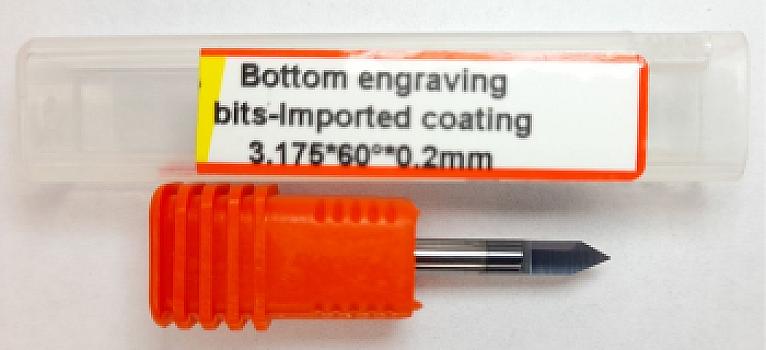 Bottom engraving
bits-Imported coating
3.175*60°*0.2mm